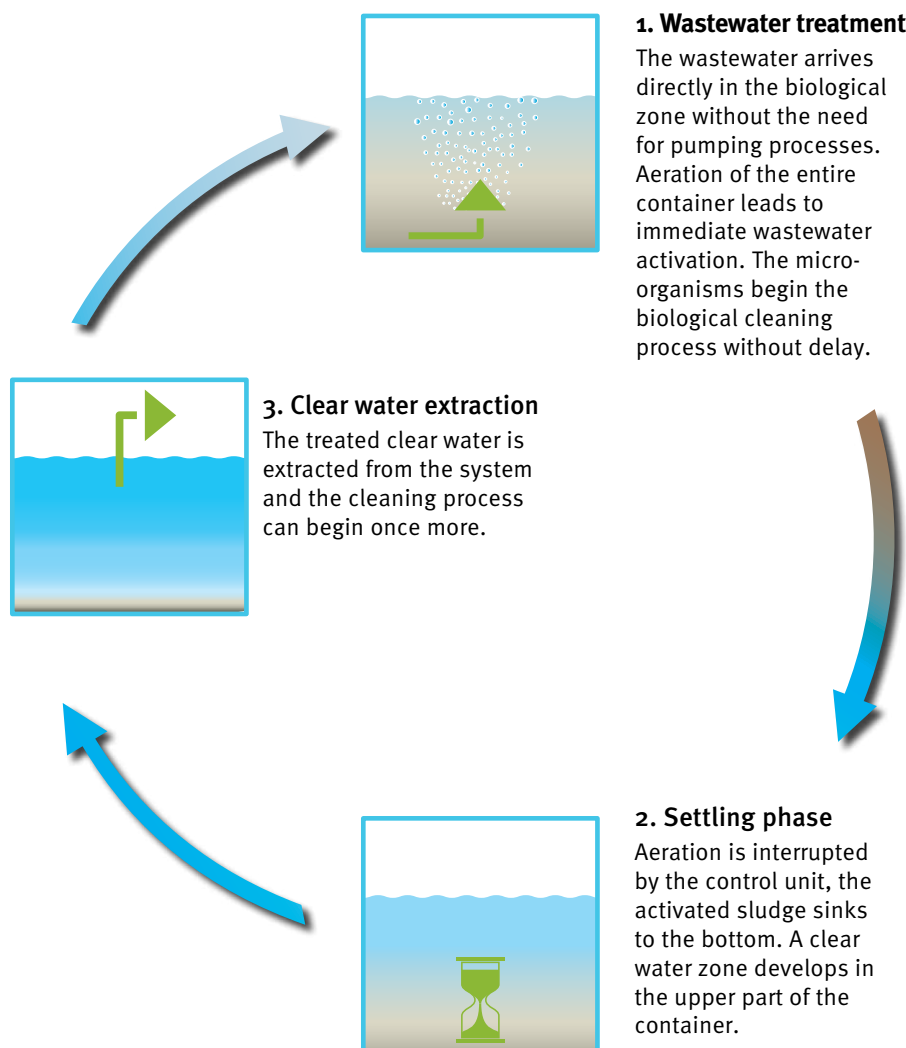 1. Wastewater treatment
The wastewater arrives
directly in the biological
zone without the need
for pumping processes.
Aeration of the entire
container leads to
immediate wastewater
activation. The micro-
organisms begin the
biological cleaning
process without delay.
2. Settling phase
Aeration is interrupted
by the control unit, the
activated sludge sinks
to the bottom. A clear
water zone develops in
the upper part of the
container.
3. Clear water extraction
The treated clear water is
extracted from the system
and the cleaning process
can begin once more.